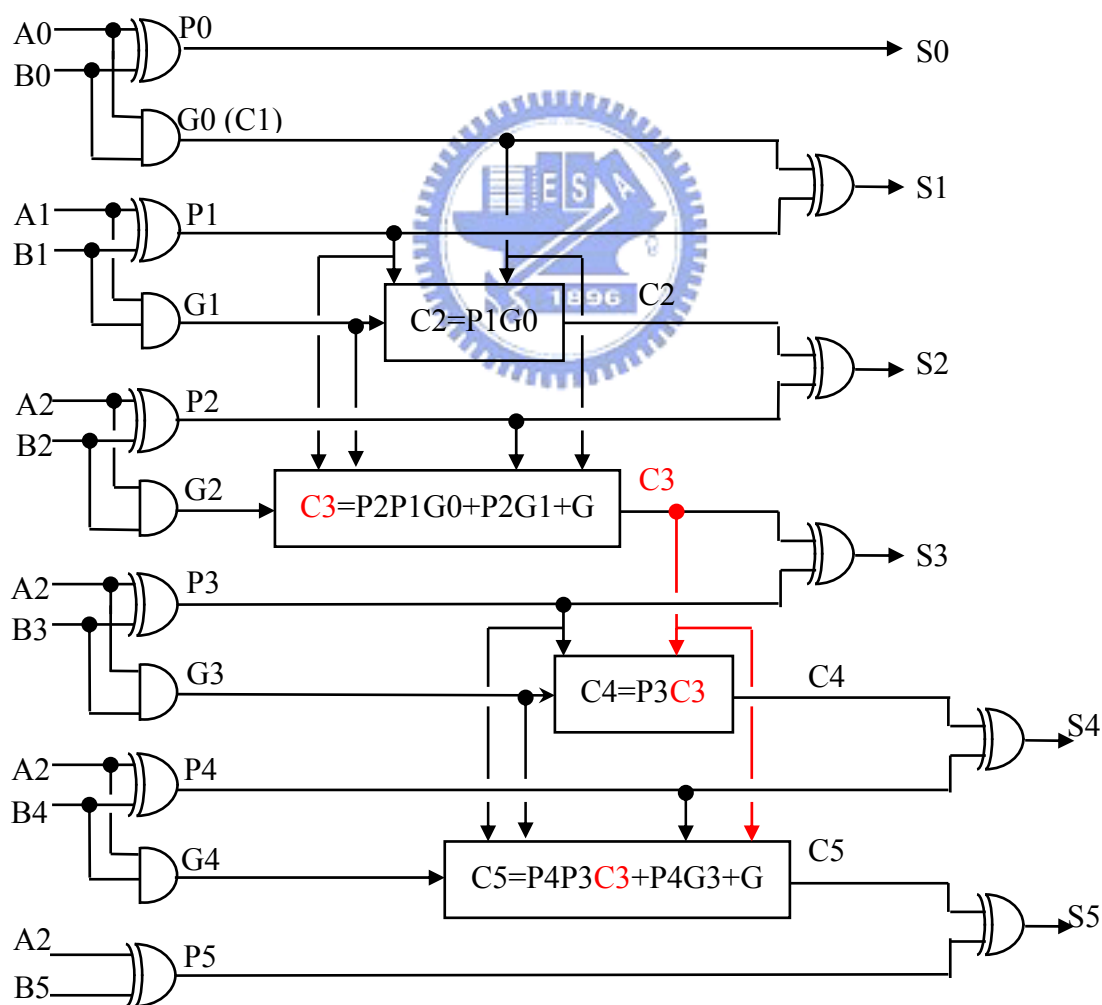 A0
P0
S0
B0
G0 (C1)
ESA
S1
A1
P1
B1
1896
G1
C2=P1G0
C2
S2
A2
P2
B2
G2
C3=P2P1G0+P2G1+G
C3
S3
A2
P3
B3
G3
C4=P3C3
C4
S4
A2
P4
B4
G4
C5=P4P3C3+P4G3+G
C5
S5
A2
P5
B5